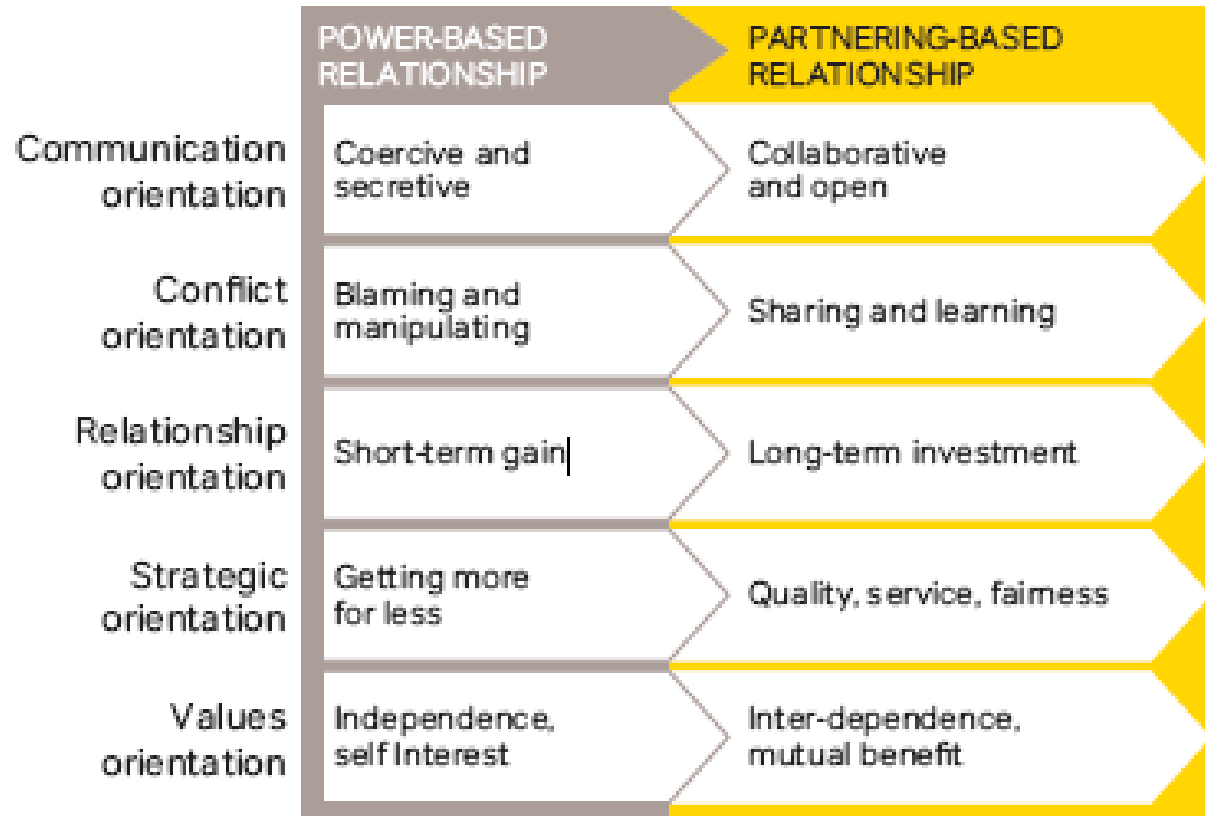 POWER-BASED
RELATIONSHIP
PARTNERING-BASED
RELATIONSHIP
Communication
orientation
Coercive and
secretive
Collaborative
and open
Conflict
orientation
Blaming and
manipulating
Sharing and learning
Relationship
orientation
Short-term gain
Long-term investment
Strategic
orientation
Getting more
for less
Quality, service, fairness
Values
orientation
Independence,
self Interest
Inter-dependence,
mutual benefit